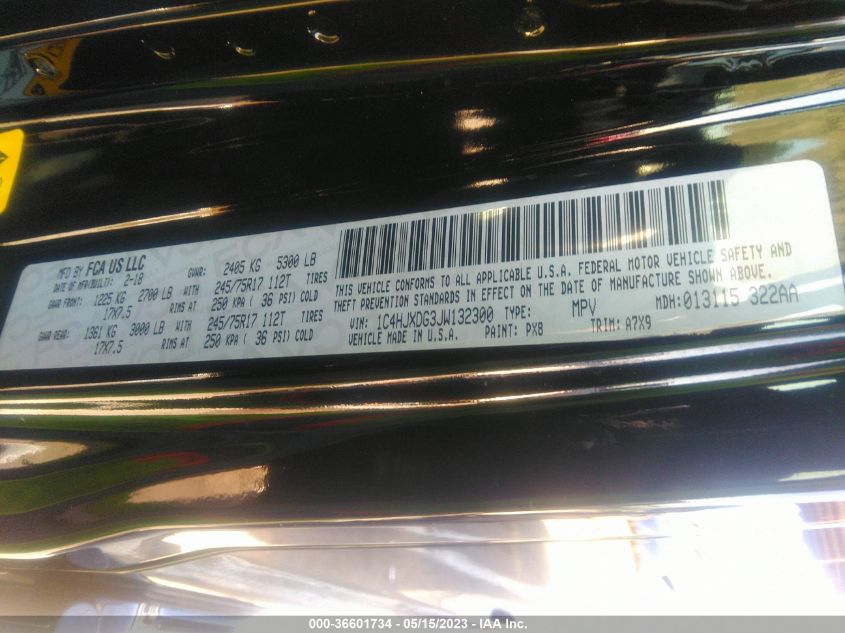 MFD BY FCA US LLC
DATE OF MFR(BUILT): 2-18 GVWR: 2405 KG 5300 LB
GAWR FRONT: 1225 KG 2700 LB WITH 245/75R17 112T TIRES
17X7.5 RIMS AT 250 KPA ( 36 PSI) COLD
GAWR REAR: 1361 KG 3000 LB WITH 245/75R17 112T TIRES
17X7.5 RIMS AT 250 KPA ( 36 PSI) COLD
THIS VEHICLE CONFORMS TO ALL APPLICABLE U.S.A. FEDERAL MOTOR VEHICLE SAFETY AND
THEFT PREVENTION STANDARDS IN EFFECT ON THE DATE OF MANUFACTURE SHOWN ABOVE.
VIN: 1C4HJXDG3JW132300 TYPE: MPV MDH: 013115 322AA
VEHICLE MADE IN U.S.A. PAINT: PX8 TRIM: A7X9
000-36601734 - 05/15/2023 - IAA Inc.